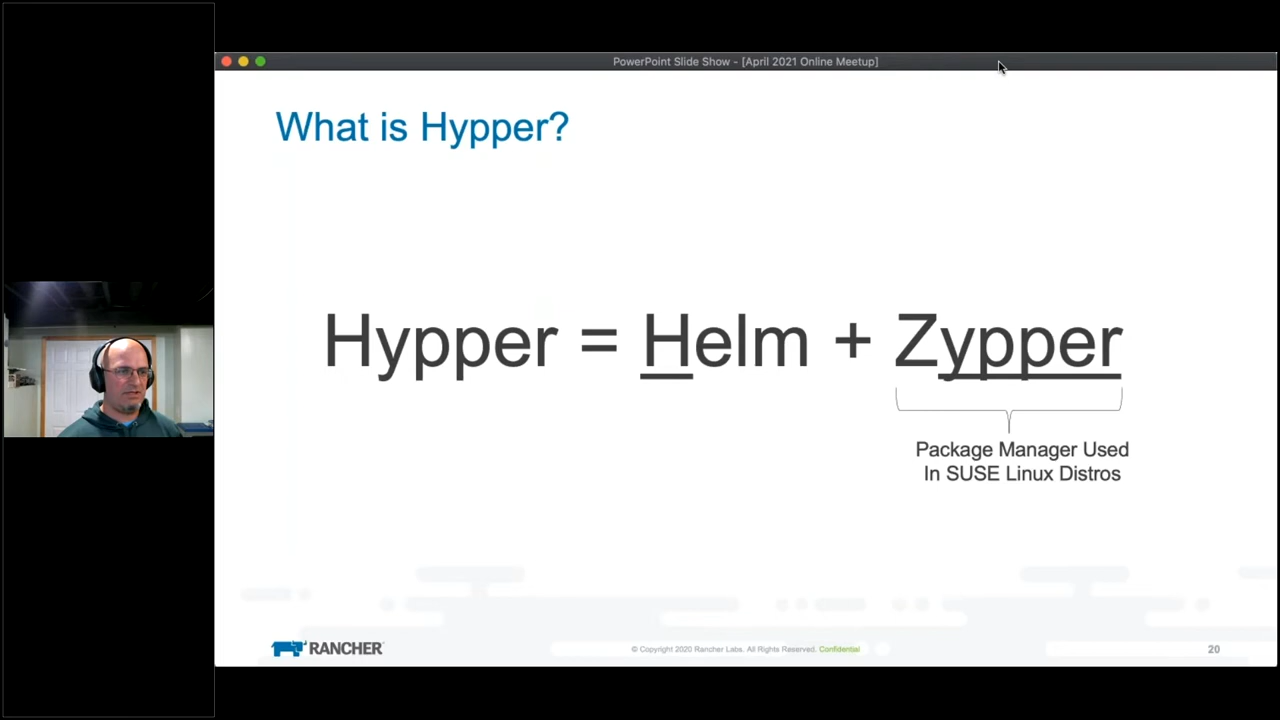 PowerPoint Slide Show - [April 2021 Online Meetup]
What is Hypper?
Hypper = Helm + Zypper
Package Manager Used
In SUSE Linux Distros
RANCHER
© Copyright 2020 Rancher Labs. All Rights Reserved. Confidential
20